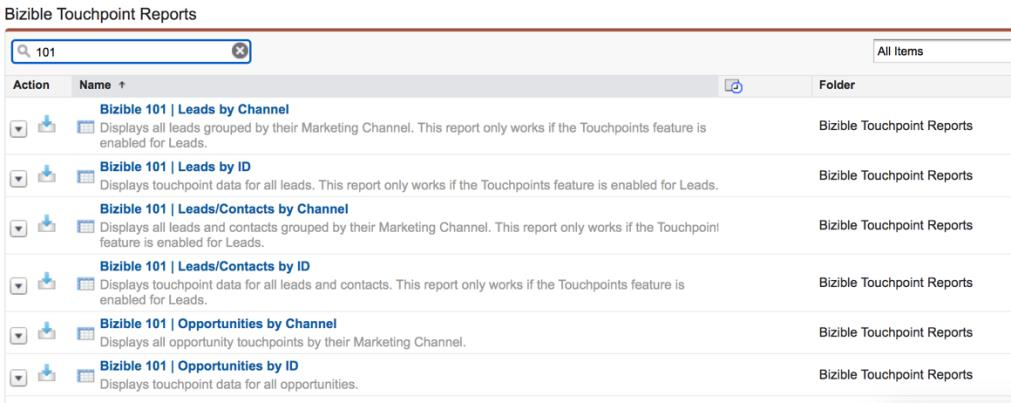 Bizible Touchpoint Reports
101
All Items
Action Name ↑ Folder
Bizible 101 | Leads by Channel
Displays all leads grouped by their Marketing Channel. This report only works if the Touchpoints feature is
enabled for Leads.
Bizible Touchpoint Reports
Bizible 101 | Leads by ID
Displays touchpoint data for all leads. This report only works if the Touchpoints feature is enabled for Leads.
Bizible Touchpoint Reports
Bizible 101 | Leads/Contacts by Channel
Displays all leads and contacts grouped by their Marketing Channel. This report only works if the Touchpoint
feature is enabled for Leads.
Bizible Touchpoint Reports
Bizible 101 | Leads/Contacts by ID
Displays touchpoint data for all leads and contacts. This report only works if the Touchpoints feature is
enabled for Leads.
Bizible Touchpoint Reports
Bizible 101 | Opportunities by Channel
Displays all opportunity touchpoints by their Marketing Channel.
Bizible Touchpoint Reports
Bizible 101 | Opportunities by ID
Displays touchpoint data for all opportunities.
Bizible Touchpoint Reports